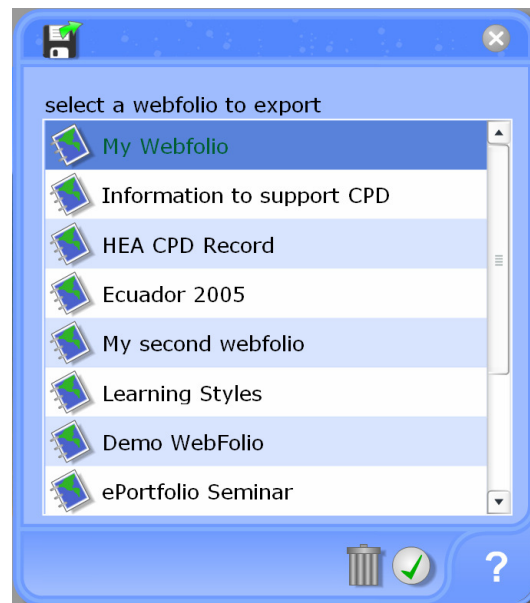 select a webfolio to export
My Webfolio
Information to support CPD
HEA CPD Record
Ecuador 2005
My second webfolio
Learning Styles
Demo WebFolio
ePortfolio Seminar
?